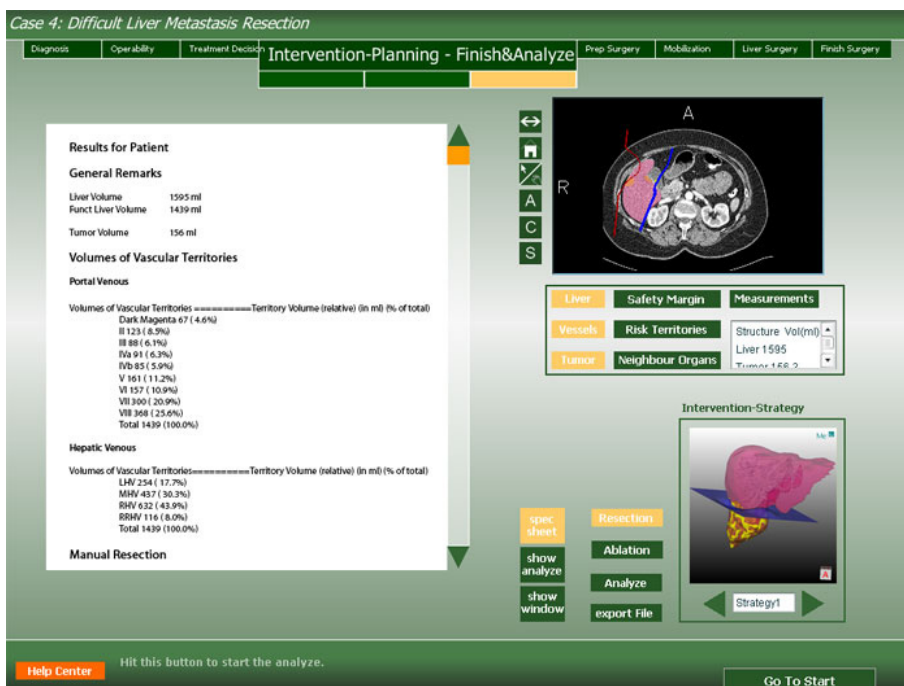 Case 4: Difficult Liver Metastasis Resection
Diagnosis
Operability
Treatment Decision
Intervention-Planning - Finish&Analyze
Prep Surgery
Mobilization
Liver Surgery
Finish Surgery
Results for Patient
General Remarks
Liver Volume 1595 ml
Funct Liver Volume 1439 ml
Tumor Volume 156 ml
Volumes of Vascular Territories
Portal Venous
Volumes of Vascular Territories ==========Territory Volume (relative) (in ml) (% of total)
Dark Magenta 67 ( 4.6%)
II 123 ( 8.5%)
III 88 ( 6.1%)
IVa 91 ( 6.3%)
IVb 85 ( 5.9%)
V 161 ( 11.2%)
VI 157 ( 10.9%)
VII 300 ( 20.9%)
VIII 368 ( 25.6%)
Total 1439 (100.0%)
Hepatic Venous
Volumes of Vascular Territories==========Territory Volume (relative) (in ml) (% of total)
LHV 254 ( 17.7%)
MHV 437 ( 30.3%)
RHV 632 ( 43.9%)
RRHV 116 ( 8.0%)
Total 1439 (100.0%)
Manual Resection
A
C
S
A
R
Liver
Safety Margin
Measurements
Vessels
Risk Territories
Tumor
Neighbour Organs
Structure Vol(ml)
Liver 1595
Tumor 156.2
Intervention-Strategy
Me
A
Strategy1
spec
sheet
show
analyze
show
window
Resection
Ablation
Analyze
export File
Help Center
Hit this button to start the analyze.
Go To Start